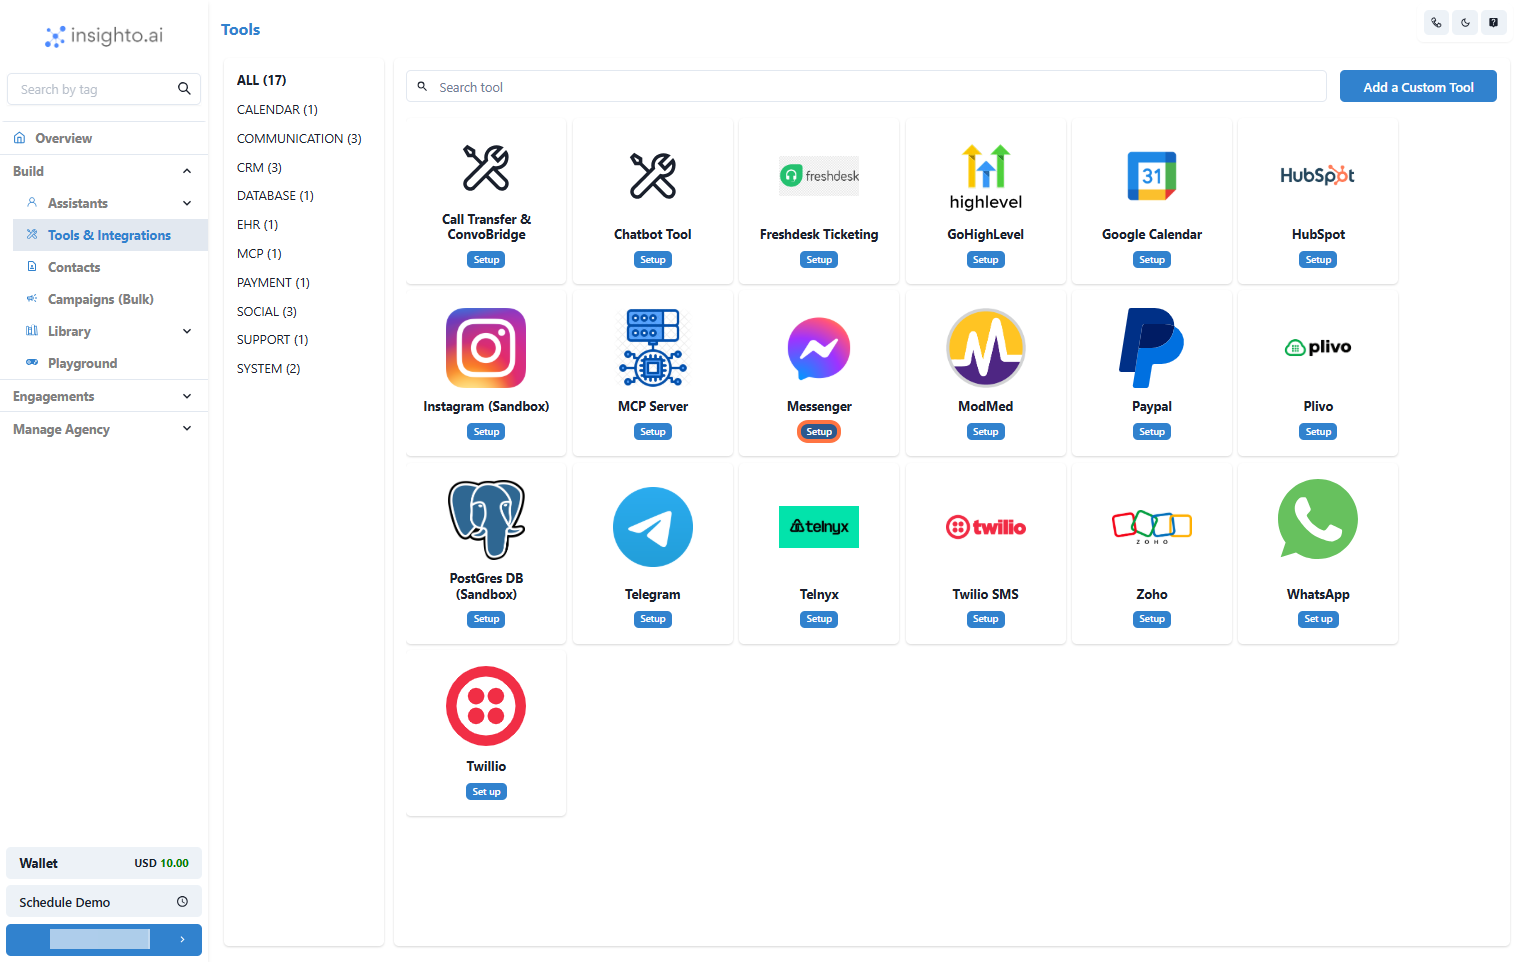 insighto.ai
Search by tag
Overview
Build
Assistants
Tools & Integrations
Contacts
Campaigns (Bulk)
Library
Playground
Engagements
Manage Agency
Wallet USD 10.00
Schedule Demo
Tools
ALL (17)
CALENDAR (1)
COMMUNICATION (3)
CRM (3)
DATABASE (1)
EHR (1)
MCP (1)
PAYMENT (1)
SOCIAL (3)
SUPPORT (1)
SYSTEM (2)
Search tool
Add a Custom Tool
Call Transfer &
ConvoBridge
Setup
Chatbot Tool
Setup
freshdesk
Freshdesk Ticketing
Setup
highlevel
GoHighLevel
Setup
31
Google Calendar
Setup
HubSpot
HubSpot
Setup
Instagram (Sandbox)
Setup
MCP Server
Setup
Messenger
Setup
ModMed
Setup
Paypal
Setup
plivo
Plivo
Setup
PostGres DB
(Sandbox)
Setup
Telegram
Setup
telnyx
Telnyx
Setup
twilio
Twilio SMS
Setup
ZOHO
Zoho
Setup
WhatsApp
Set up
Twillio
Set up